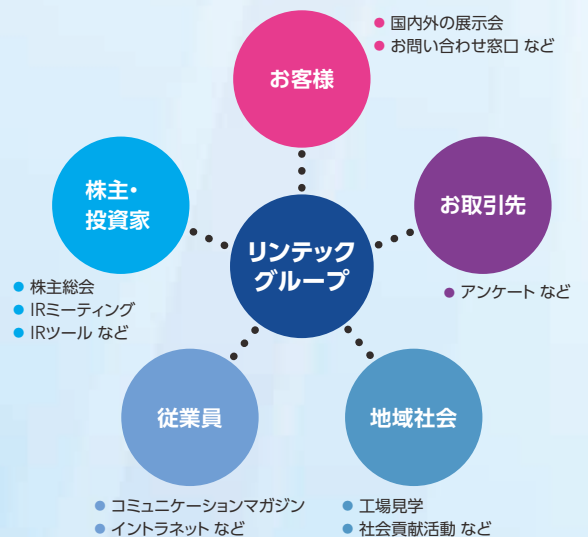 お客様
● 国内外の展示会
● お問い合わせ窓口 など
株主・
投資家
● 株主総会
● IRミーティング
● IRツール など
リンテック
グループ
お取引先
● アンケート など
従業員
● コミュニケーションマガジン
● イントラネット など
地域社会
● 工場見学
● 社会貢献活動 など